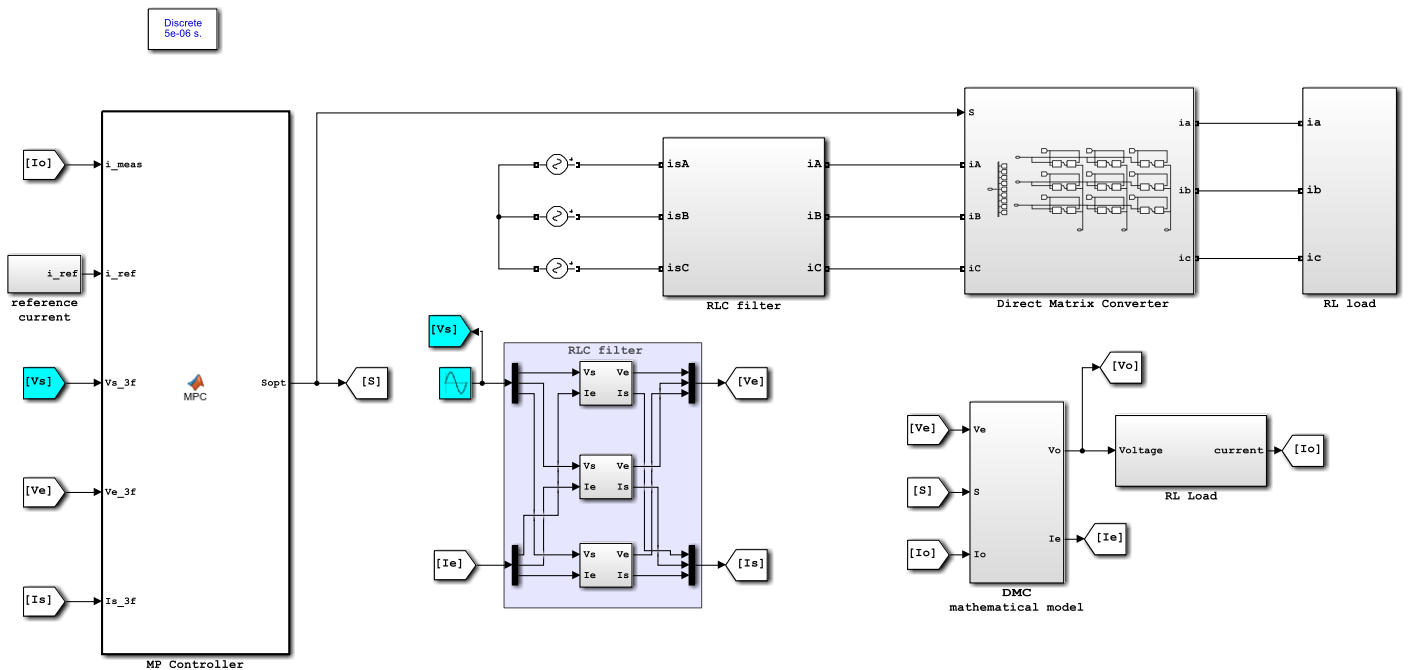 Discrete
5e-06 s.
[Io]
i_meas
i_ref
i_ref
reference
current
[Vs]
Vs_3f
[Ve]
Ve_3f
[Is]
Is_3f
MPC
Sopt
[S]
MP Controller
isA
isB
isC
iA
iB
iC
RLC filter
S
iA
iB
iC
ia
ib
ic
Direct Matrix Converter
ia
ib
ic
RL load
[Vs]
RLC filter
Vs
Ie
Ve
Is
Vs
Ie
Ve
Is
Vs
Ie
Ve
Is
[Ie]
[Ve]
[Is]
[Ve]
[S]
[Io]
Ve
S
Io
Vo
Ie
DMC
mathematical model
[Vo]
[Ie]
Voltage
current
RL Load
[Io]